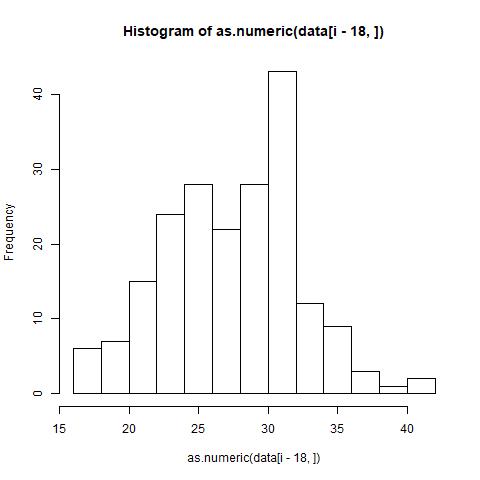 Histogram of as.numeric(data[i - 18, ])
Frequency
40
30
20
10
0
15 20 25 30 35 40
as.numeric(data[i - 18, ])